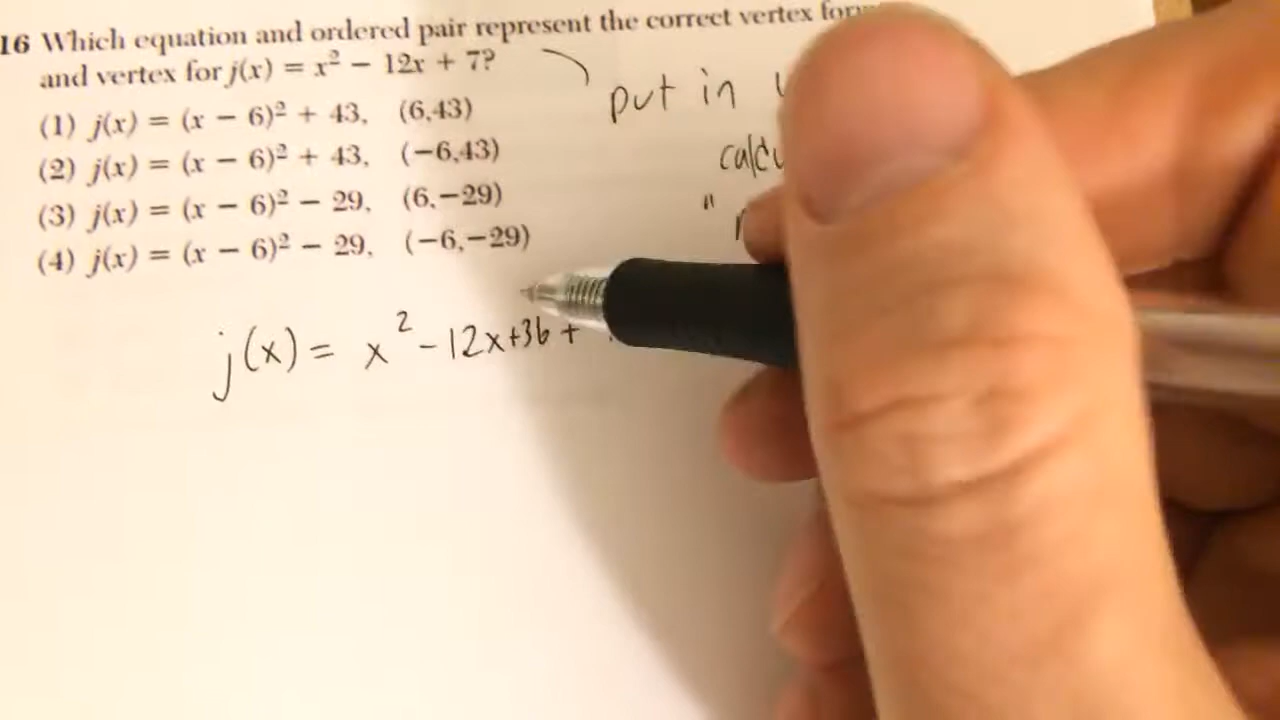 16 Which equation and ordered pair represent the correct vertex
and vertex for j(x) = x² − 12x + 7?
(1) j(x) = (x − 6)² + 43, (6,43)
(2) j(x) = (x − 6)² + 43, (−6,43)
(3) j(x) = (x − 6)² − 29, (6,−29)
(4) j(x) = (x − 6)² − 29, (−6,−29)
put in
"
j(x) = x² - 12x+36 +